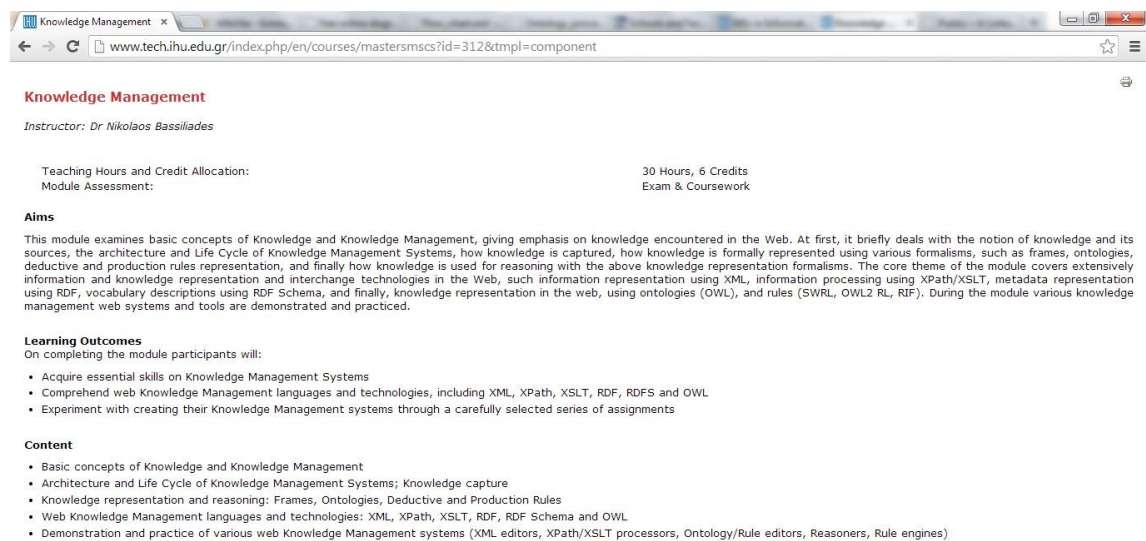 Knowledge Management
www.tech.ihu.edu.gr/index.php/en/courses/mastersmscs?id=312&tmpl=component
Knowledge Management
Instructor: Dr Nikolaos Bassiliades
Teaching Hours and Credit Allocation: 30 Hours, 6 Credits
Module Assessment: Exam & Coursework
Aims
This module examines basic concepts of Knowledge and Knowledge Management, giving emphasis on knowledge encountered in the Web. At first, it briefly deals with the notion of knowledge and its
sources, the architecture and Life Cycle of Knowledge Management Systems, how knowledge is captured, how knowledge is formally represented using various formalisms, such as frames, ontologies,
deductive and production rules representation, and finally how knowledge is used for reasoning with the above knowledge representation formalisms. The core theme of the module covers extensively
information and knowledge representation and interchange technologies in the Web, such information representation using XML, information processing using XPath/XSLT, metadata representation
using RDF, vocabulary descriptions using RDF Schema, and finally, knowledge representation in the web, using ontologies (OWL), and rules (SWRL, OWL2 RL, RIF). During the module various knowledge
management web systems and tools are demonstrated and practiced.
Learning Outcomes
On completing the module participants will:
• Acquire essential skills on Knowledge Management Systems
• Comprehend web Knowledge Management languages and technologies, including XML, XPath, XSLT, RDF, RDFS and OWL
• Experiment with creating their Knowledge Management systems through a carefully selected series of assignments
Content
• Basic concepts of Knowledge and Knowledge Management
• Architecture and Life Cycle of Knowledge Management Systems; Knowledge capture
• Knowledge representation and reasoning: Frames, Ontologies, Deductive and Production Rules
• Web Knowledge Management languages and technologies: XML, XPath, XSLT, RDF, RDF Schema and OWL
• Demonstration and practice of various web Knowledge Management systems (XML editors, XPath/XSLT processors, Ontology/Rule editors, Reasoners, Rule engines)